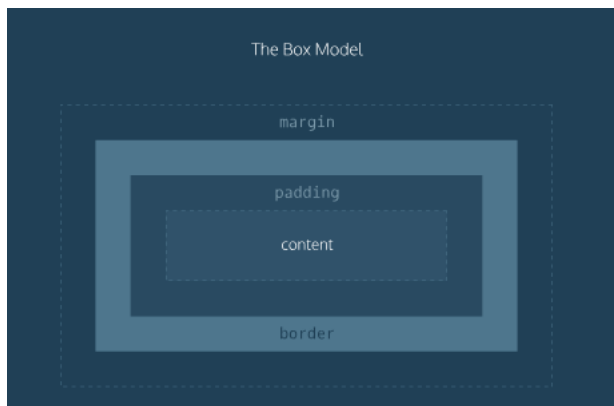 The Box Model
margin
padding
content
border